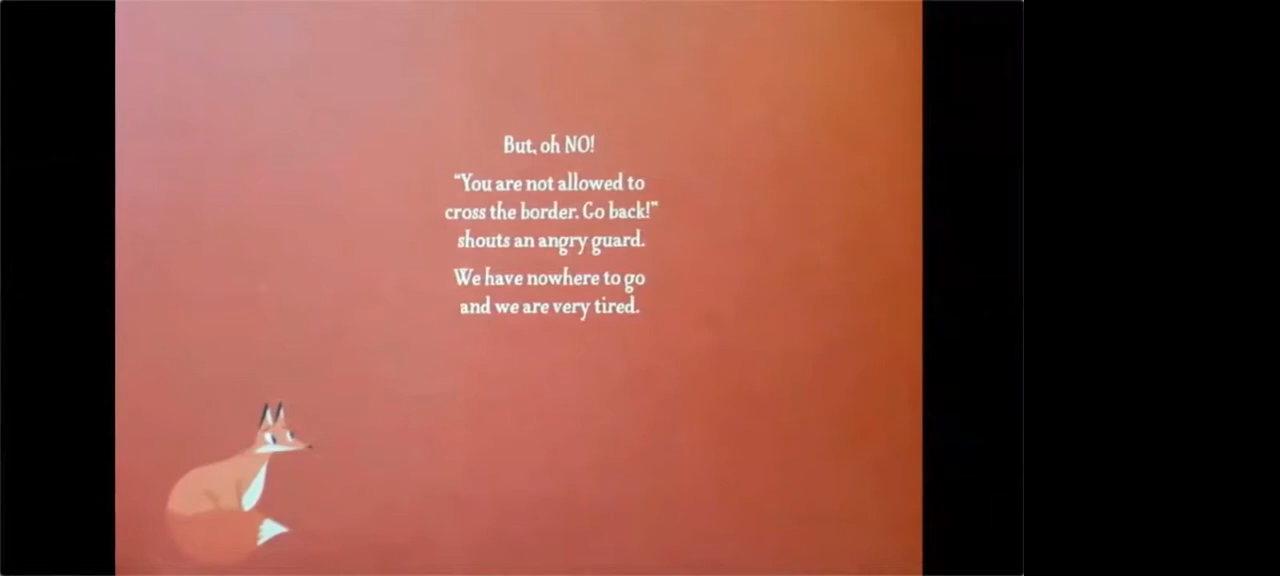 But, oh NO!
“You are not allowed to
cross the border. Go back!”
shouts an angry guard.
We have nowhere to go
and we are very tired.